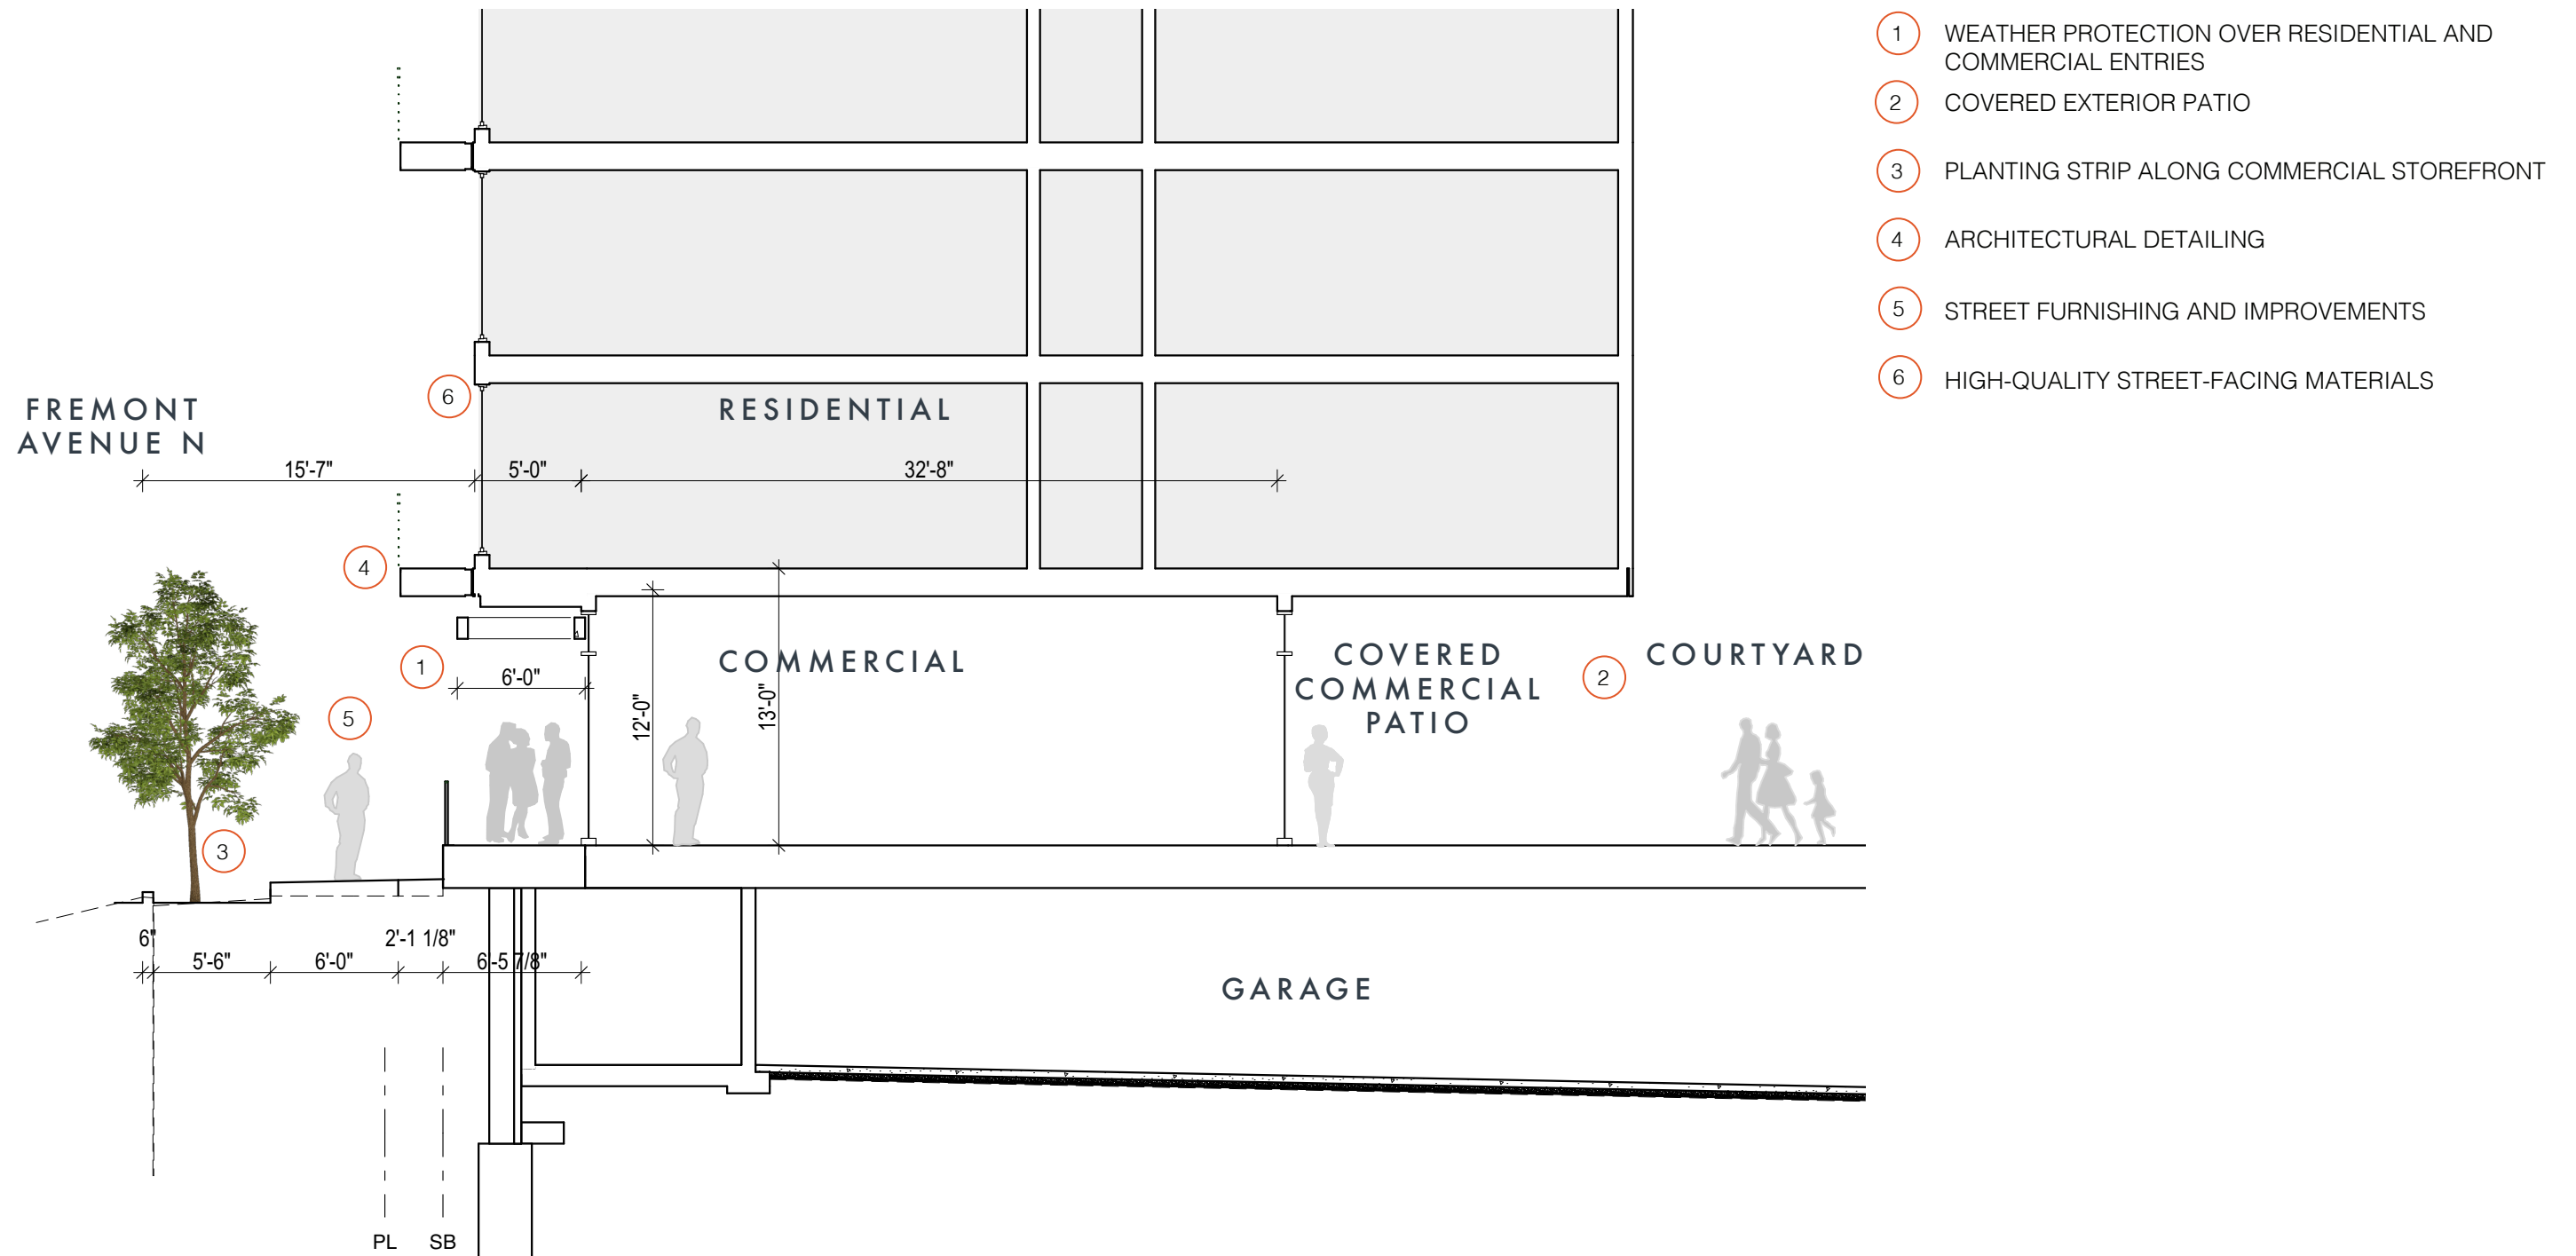 1
WEATHER PROTECTION OVER RESIDENTIAL AND
COMMERCIAL ENTRIES
2
COVERED EXTERIOR PATIO
3
PLANTING STRIP ALONG COMMERCIAL STOREFRONT
4
ARCHITECTURAL DETAILING
5
STREET FURNISHING AND IMPROVEMENTS
6
HIGH-QUALITY STREET-FACING MATERIALS
6
FREMONT
AVENUE N
RESIDENTIAL
15'-7"
5'-0"
32'-8"
4
1
6'-0"
COMMERCIAL
12'-0"
13'-0"
COVERED
COMMERCIAL
PATIO
2
COURTYARD
5
3
6"
5'-6"
6'-0"
2'-1 1/8"
6'-5 7/8"
GARAGE
PL
SB